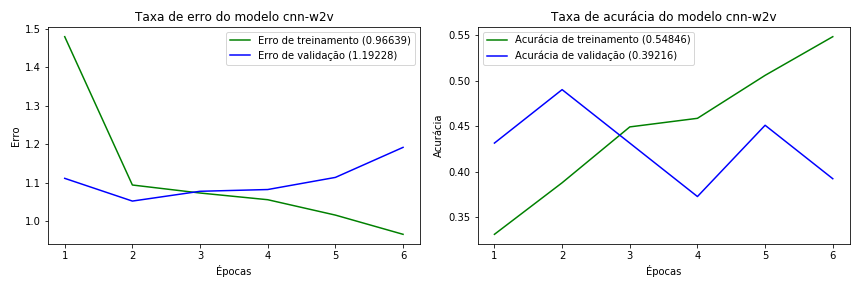 Taxa de erro do modelo cnn-w2v
Erro de treinamento (0.96639)
Erro de validação (1.19228)
1.5
1.4
1.3
1.2
1.1
1.0
Erro
1 2 3 4 5 6
Épocas
Taxa de acurácia do modelo cnn-w2v
Acurácia de treinamento (0.54846)
Acurácia de validação (0.39216)
0.55
0.50
0.45
0.40
0.35
Acurácia
1 2 3 4 5 6
Épocas